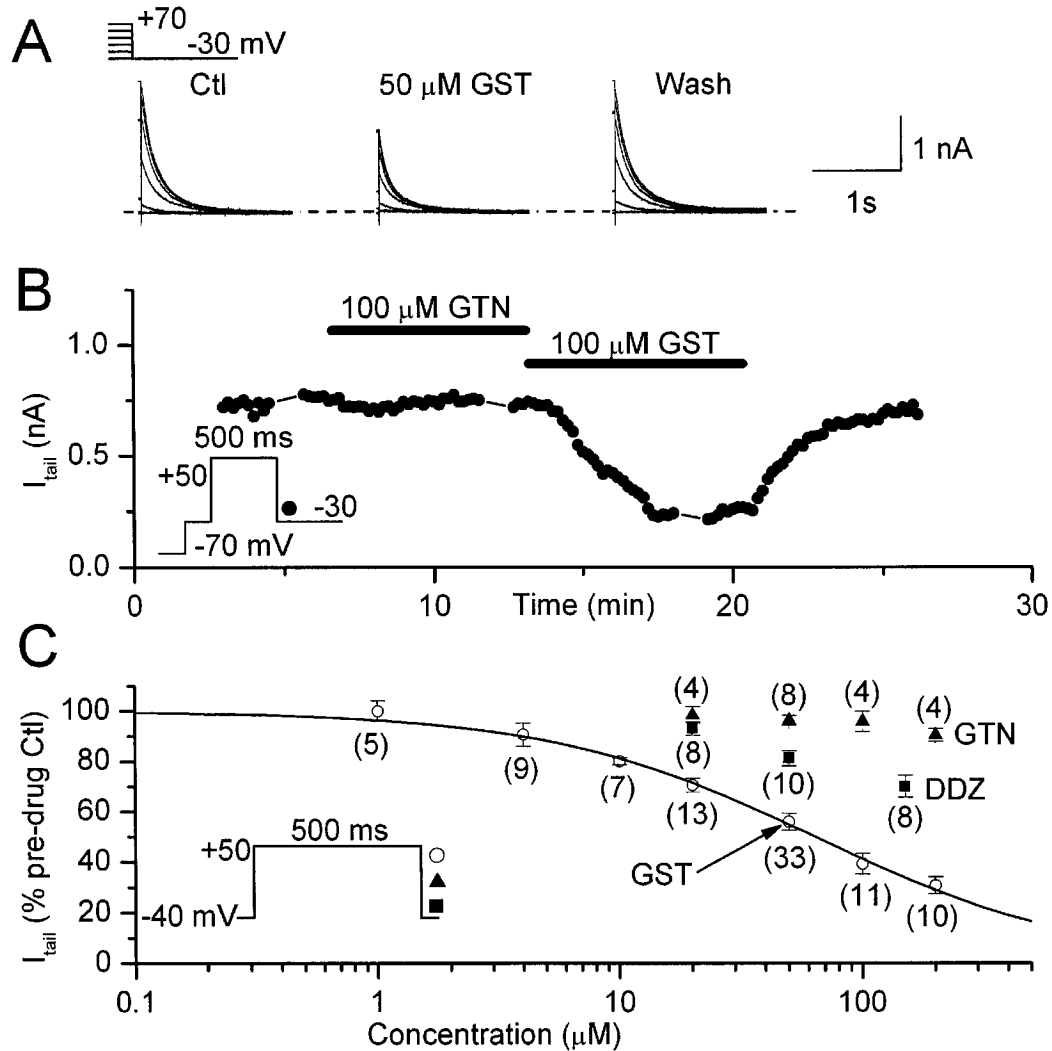 A
+70
-30 mV
Ctl
50 μM GST
Wash
1 nA
1s
B
100 μM GTN
100 μM GST
1.0
0.5
0.0
I_tail (nA)
500 ms
+50
-30
-70 mV
0
10
20
30
Time (min)
C
100
80
60
40
20
0
I_tail (% pre-drug Ctl)
(4)
(8)
(4)
(4)
GTN
(5)
(9)
(7)
(8)
(13)
(10)
(33)
DDZ
(8)
GST
(11)
(10)
500 ms
+50
-40 mV
0.1
1
10
100
Concentration (μM)